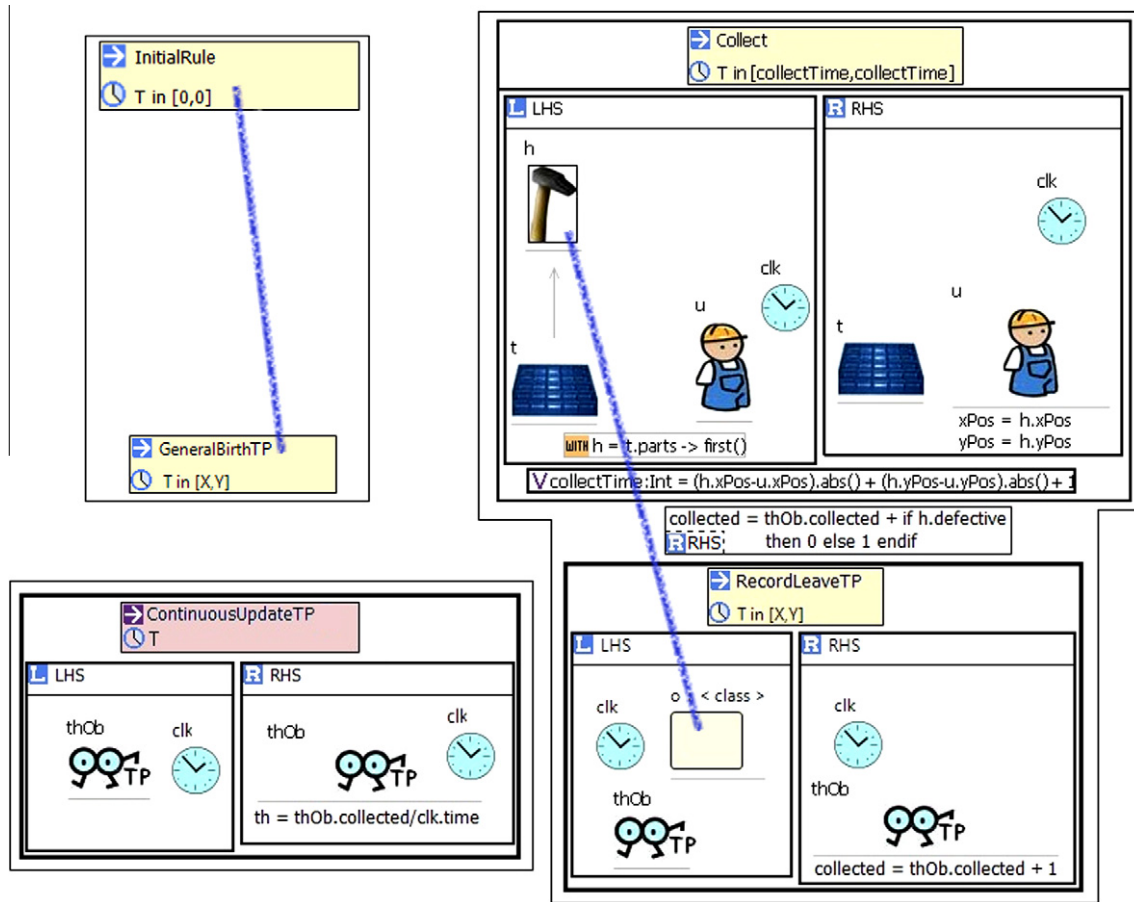 InitialRule
T in [0,0]
GeneralBirthTP
T in [X,Y]
Collect
T in [collectTime,collectTime]
L LHS
h
clk
u
t
WITH h = t.parts -> first()
R RHS
clk
u
t
xPos = h.xPos
yPos = h.yPos
V collectTime:Int = (h.xPos-u.xPos).abs() + (h.yPos-u.yPos).abs() + 1
collected = thOb.collected + if h.defective
R RHS then 0 else 1 endif
ContinuousUpdateTP
T
L LHS
thOb
clk
TP
R RHS
thOb
clk
TP
th = thOb.collected/clk.time
RecordLeaveTP
T in [X,Y]
L LHS
clk
o < class >
thOb
TP
R RHS
clk
thOb
TP
collected = thOb.collected + 1